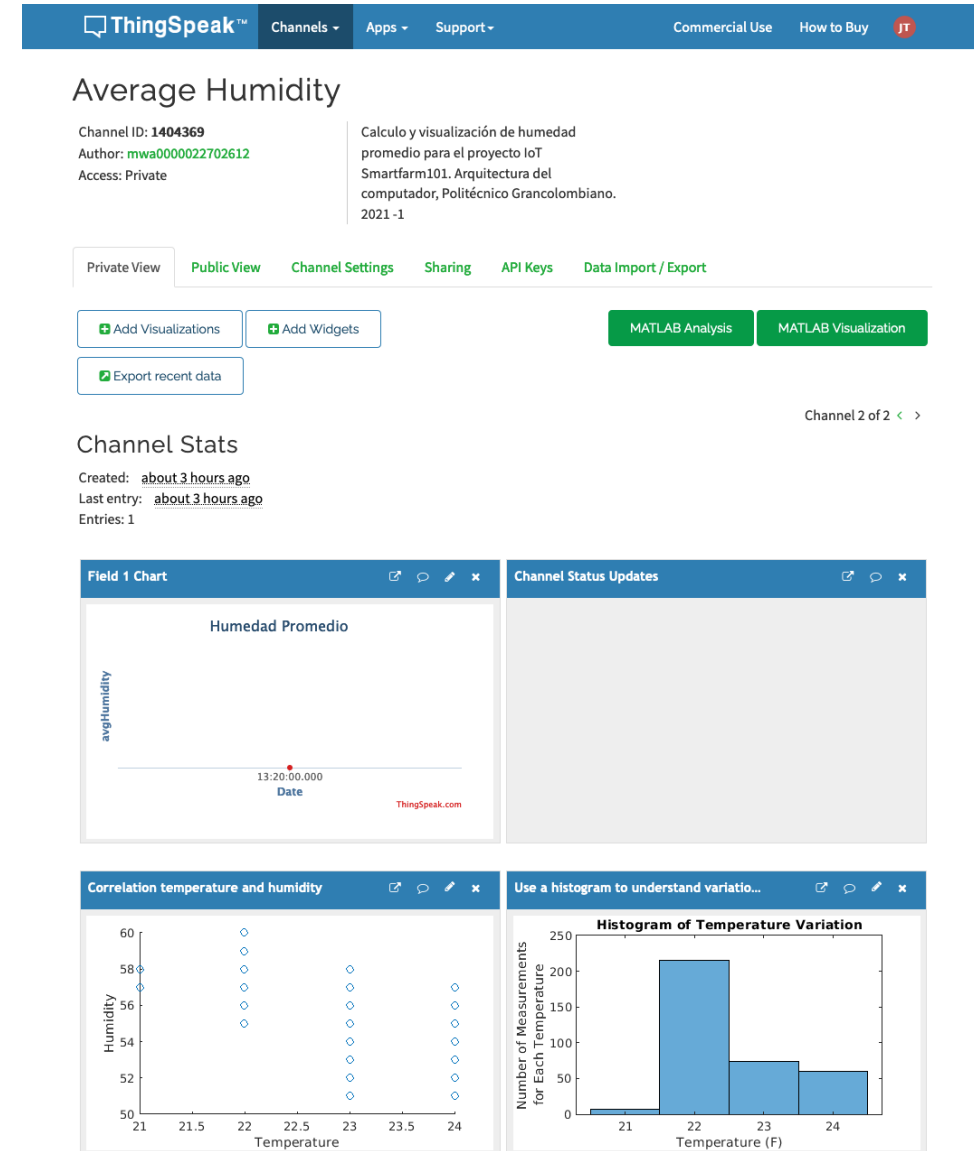 ThingSpeak™ Channels Apps Support Commercial Use How to Buy JT
Average Humidity
Channel ID: 1404369
Author: mwa0000022702612
Access: Private
Calculo y visualización de humedad
promedio para el proyecto IoT
Smartfarm101. Arquitectura del
computador, Politécnico Grancolombiano.
2021 -1
Private View Public View Channel Settings Sharing API Keys Data Import / Export
Add Visualizations Add Widgets MATLAB Analysis MATLAB Visualization
Export recent data
Channel 2 of 2 < >
Channel Stats
Created: about 3 hours ago
Last entry: about 3 hours ago
Entries: 1
Field 1 Chart
Humedad Promedio
avgHumidity
13:20:00.000
Date
ThingSpeak.com
Channel Status Updates
Correlation temperature and humidity
60
58
56
54
52
50
Humidity
21 21.5 22 22.5 23 23.5 24
Temperature
Use a histogram to understand variatio...
Histogram of Temperature Variation
250
200
150
100
50
0
Number of Measurements
for Each Temperature
21 22 23 24
Temperature (F)